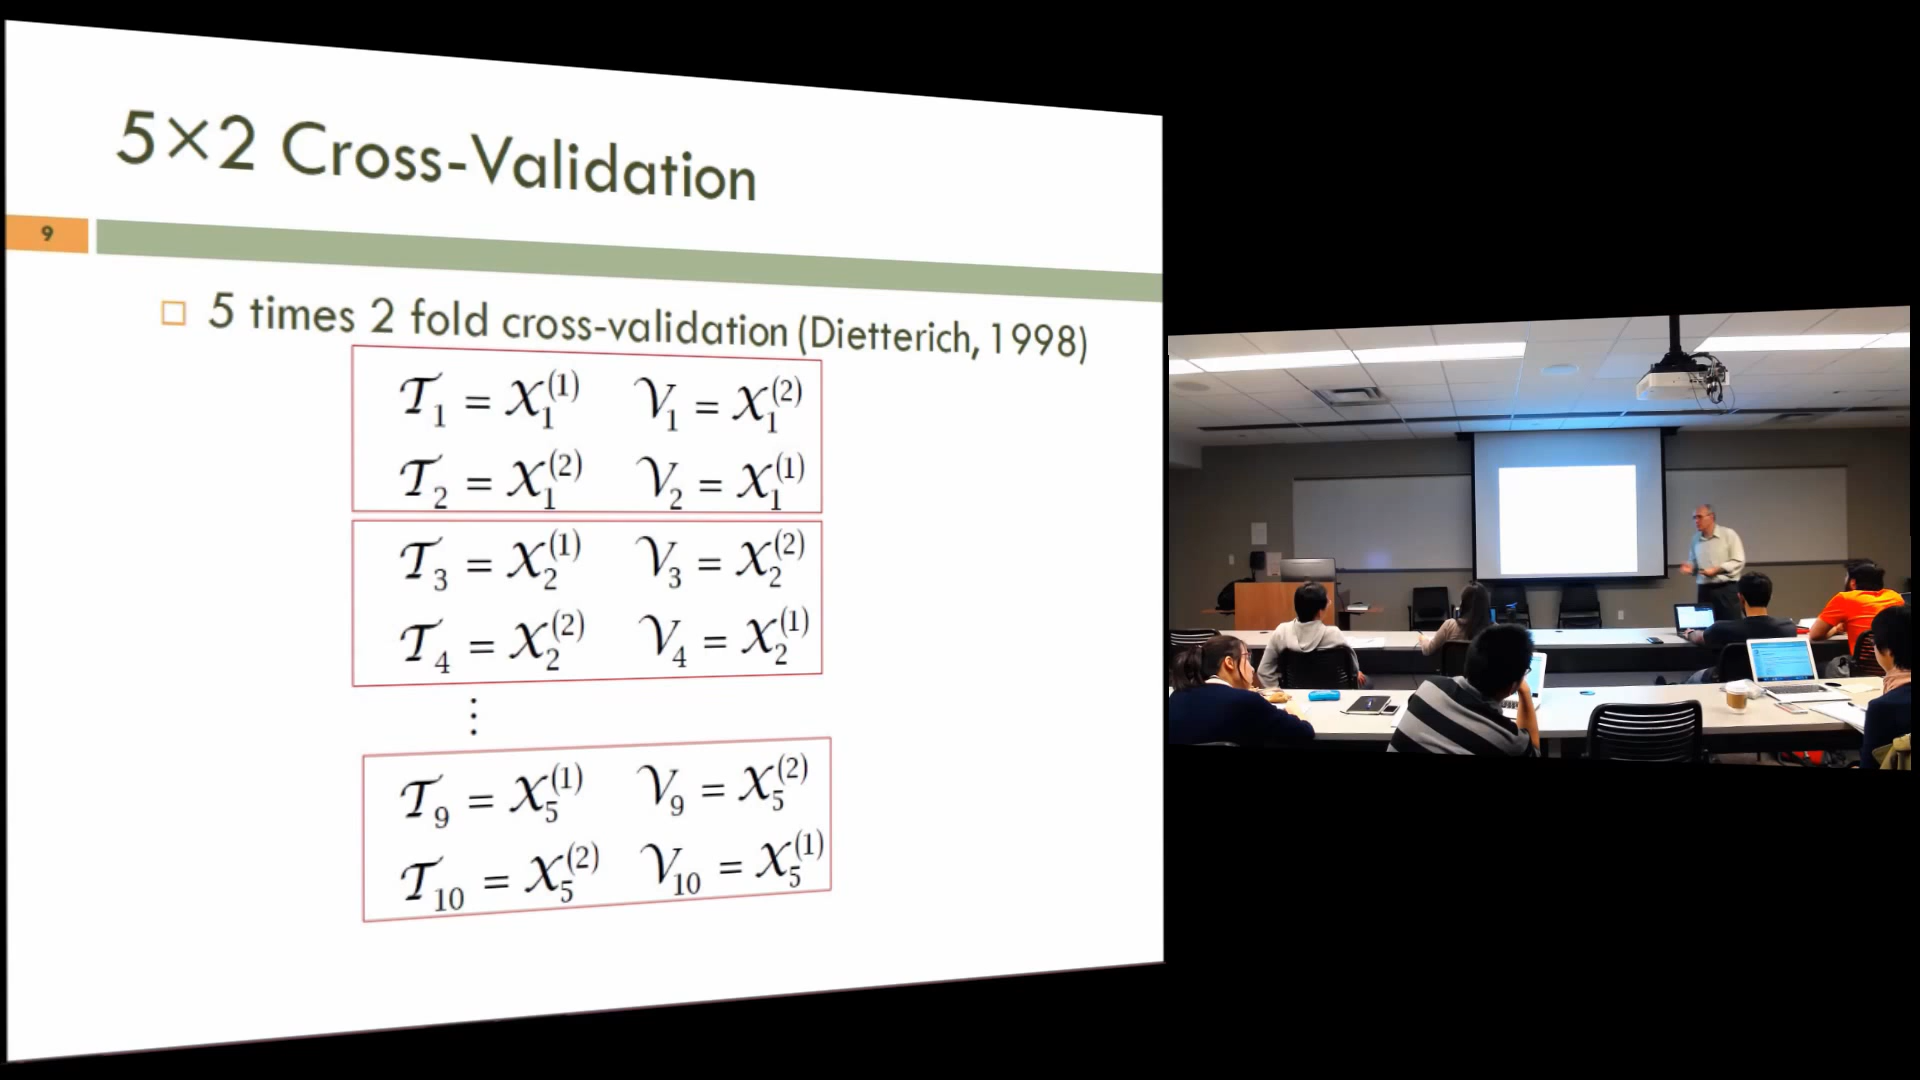 5×2 Cross-Validation
9
5 times 2 fold cross-validation (Dietterich, 1998)
𝒯₁ = 𝒳₁⁽¹⁾ 𝒱₁ = 𝒳₁⁽²⁾
𝒯₂ = 𝒳₁⁽²⁾ 𝒱₂ = 𝒳₁⁽¹⁾
𝒯₃ = 𝒳₂⁽¹⁾ 𝒱₃ = 𝒳₂⁽²⁾
𝒯₄ = 𝒳₂⁽²⁾ 𝒱₄ = 𝒳₂⁽¹⁾
⋮
𝒯₉ = 𝒳₅⁽¹⁾ 𝒱₉ = 𝒳₅⁽²⁾
𝒯₁₀ = 𝒳₅⁽²⁾ 𝒱₁₀ = 𝒳₅⁽¹⁾